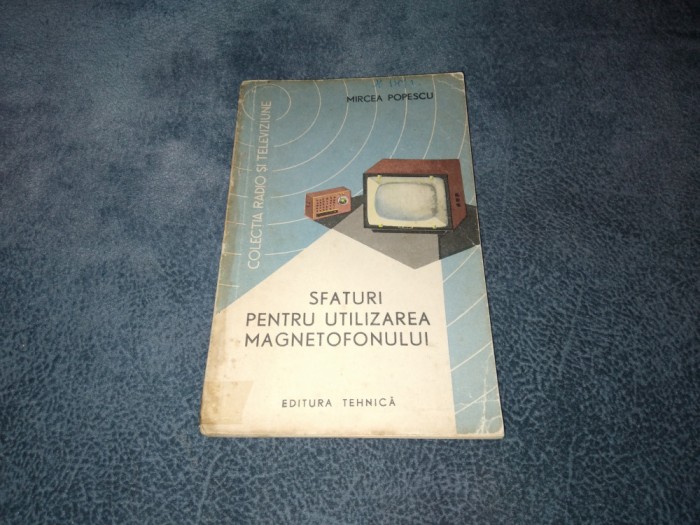 MIRCEA POPESCU
COLECȚIA RADIO ȘI TELEVIZIUNE
SFATURI
PENTRU UTILIZAREA
MAGNETOFONULUI
EDITURA TEHNICĂ